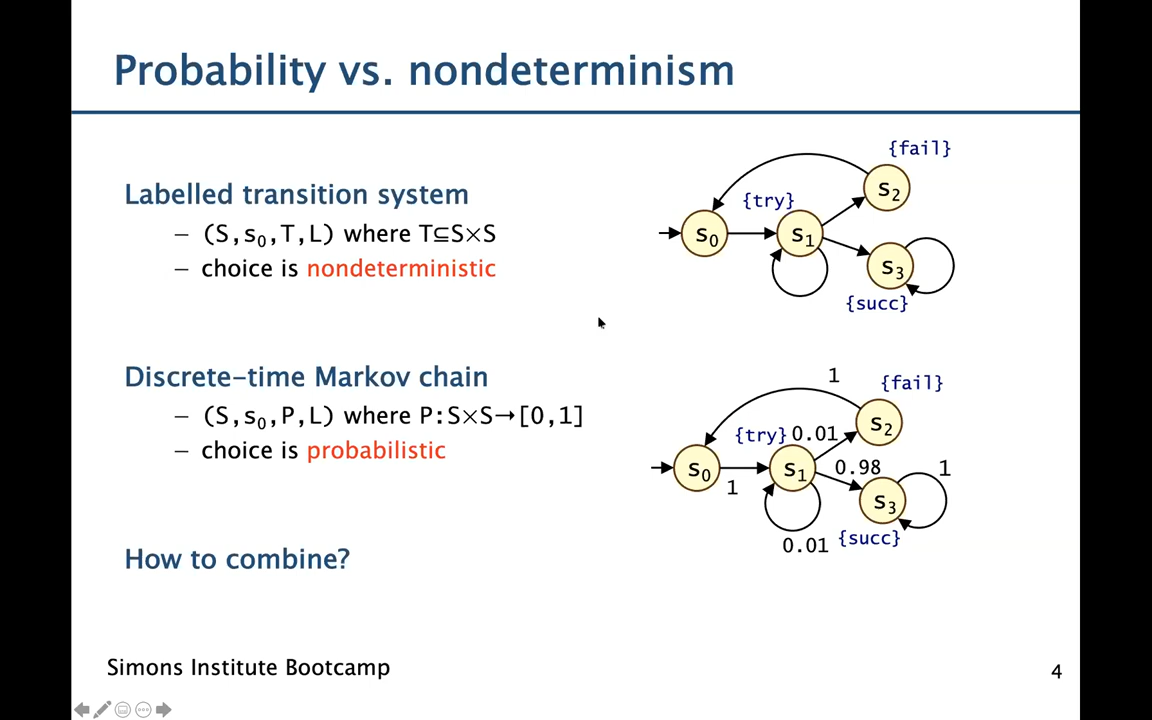 Probability vs. nondeterminism
Labelled transition system
– (S,s₀,T,L) where T⊆S×S
– choice is nondeterministic
{fail}
{try}
s₂
s₀
s₁
s₃
{succ}
Discrete-time Markov chain
– (S,s₀,P,L) where P:S×S→[0,1]
– choice is probabilistic
1
{fail}
{try} 0.01
s₂
s₀
1
s₁
0.98
1
s₃
0.01
{succ}
How to combine?
Simons Institute Bootcamp
4